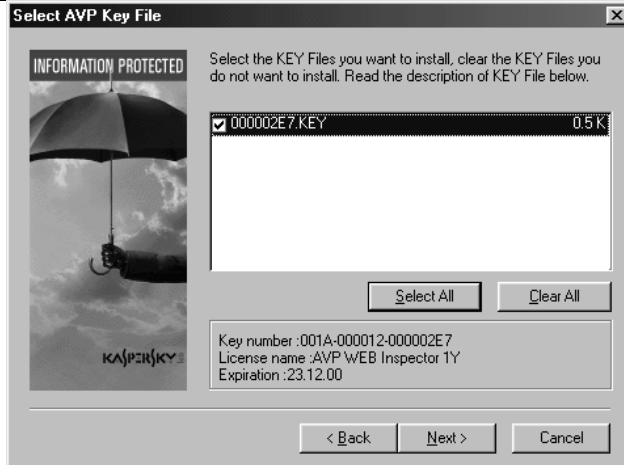 Select AVP Key File
INFORMATION PROTECTED
Select the KEY Files you want to install, clear the KEY Files you
do not want to install. Read the description of KEY File below.
000002E7.KEY 0.5 K
Select All
Clear All
Key number :001A-000012-000002E7
License name :AVP WEB Inspector 1Y
Expiration :23.12.00
KASPERSKY
< Back
Next >
Cancel